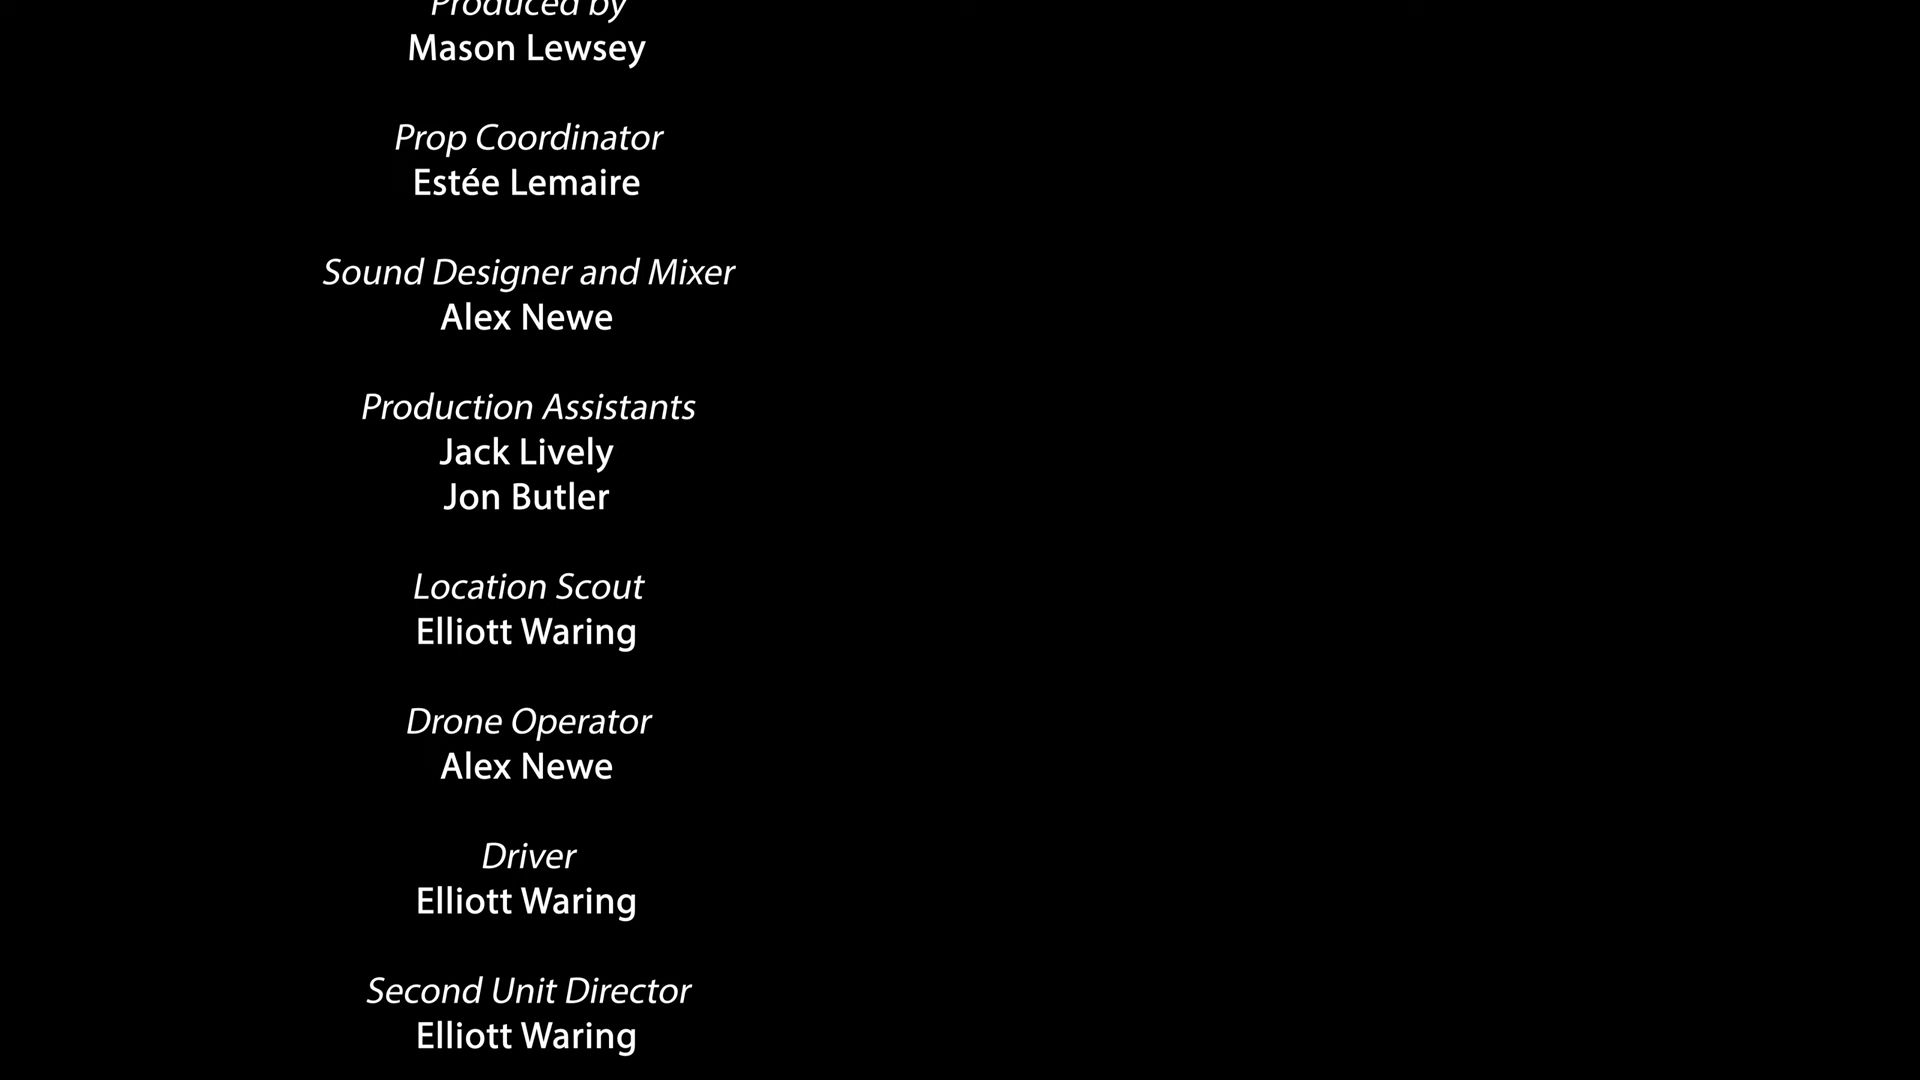 Produced by
Mason Lewsey
Prop Coordinator
Estée Lemaire
Sound Designer and Mixer
Alex Newe
Production Assistants
Jack Lively
Jon Butler
Location Scout
Elliott Waring
Drone Operator
Alex Newe
Driver
Elliott Waring
Second Unit Director
Elliott Waring